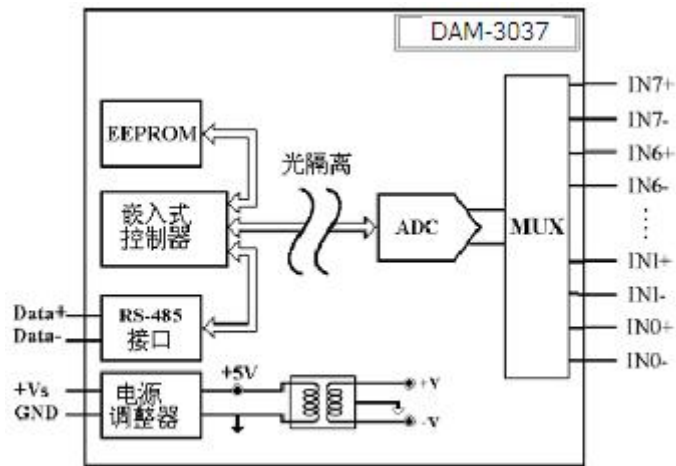 DAM-3037
EEPROM
嵌入式
控制器
RS-485
接口
电源
调整器
光隔离
ADC
MUX
IN7+
IN7-
IN6+
IN6-
IN1+
IN1-
IN0+
IN0-
Data+
Data-
+Vs
GND
+5V
+V
-V